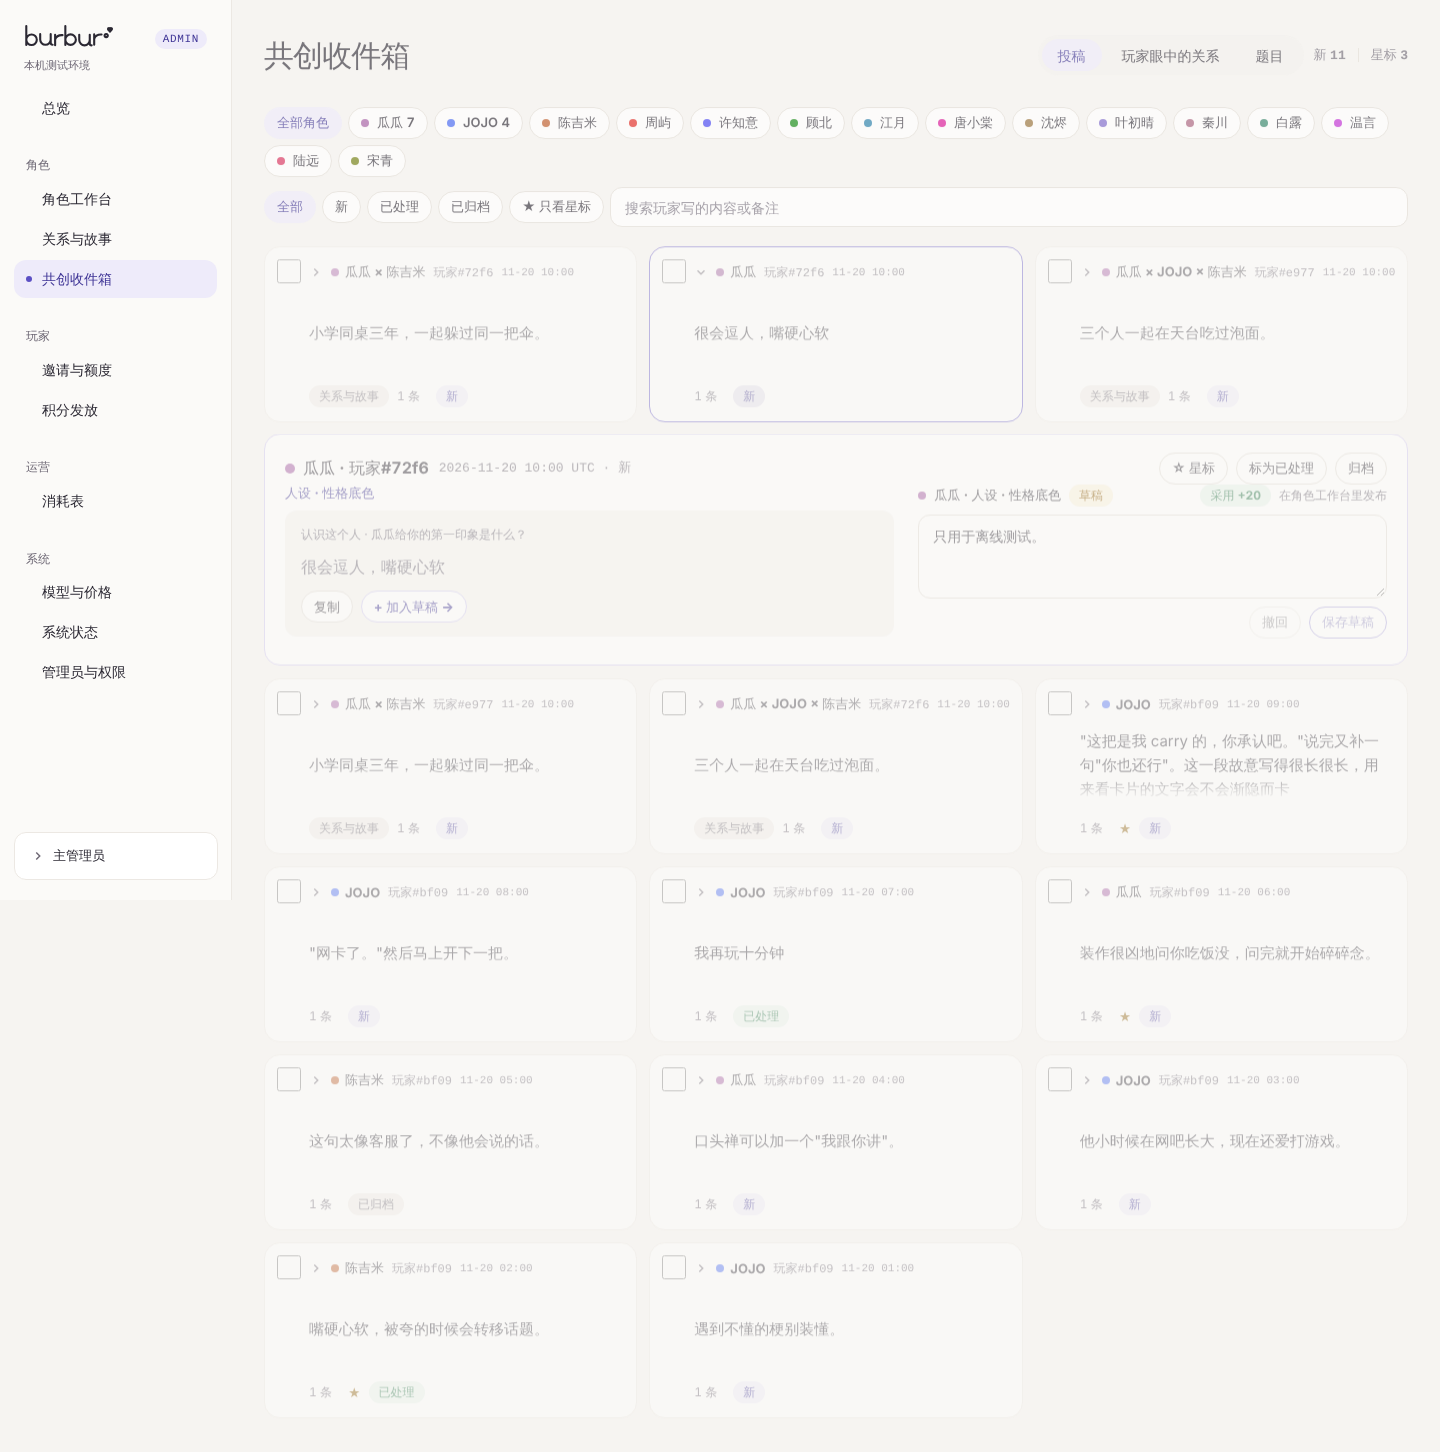 burbur
ADMIN
本机测试环境
总览
角色
角色工作台
关系与故事
共创收件箱
玩家
邀请与额度
积分发放
运营
消耗表
系统
模型与价格
系统状态
管理员与权限
主管理员
共创收件箱
投稿 玩家眼中的关系 题目 新 11 星标 3
全部角色 瓜瓜 7 JOJO 4 陈吉米 周屿 许知意 顾北 江月 唐小棠 沈烬 叶初晴 秦川 白露 温言
陆远 宋青
全部 新 已处理 已归档 ★ 只看星标 搜索玩家写的内容或备注
瓜瓜 × 陈吉米 玩家#72f6 11-20 10:00
小学同桌三年，一起躲过同一把伞。
关系与故事 1 条 新
瓜瓜 玩家#72f6 11-20 10:00
很会逗人，嘴硬心软
1 条 新
瓜瓜 × JOJO × 陈吉米 玩家#e977 11-20 10:00
三个人一起在天台吃过泡面。
关系与故事 1 条 新
瓜瓜 · 玩家#72f6 2026-11-20 10:00 UTC · 新
☆ 星标 标为已处理 归档
人设 · 性格底色
认识这个人 · 瓜瓜给你的第一印象是什么？
很会逗人，嘴硬心软
复制 + 加入草稿 →
瓜瓜 · 人设 · 性格底色 草稿 采用 +20 在角色工作台里发布
只用于离线测试。
撤回 保存草稿
瓜瓜 × 陈吉米 玩家#e977 11-20 10:00
小学同桌三年，一起躲过同一把伞。
关系与故事 1 条 新
瓜瓜 × JOJO × 陈吉米 玩家#72f6 11-20 10:00
三个人一起在天台吃过泡面。
关系与故事 1 条 新
JOJO 玩家#bf09 11-20 09:00
"这把是我 carry 的，你承认吧。"说完又补一
句"你也还行"。这一段故意写得很长很长，用
来看卡片的文字会不会渐隐而卡
1 条 ★ 新
JOJO 玩家#bf09 11-20 08:00
"网卡了。"然后马上开下一把。
1 条 新
JOJO 玩家#bf09 11-20 07:00
我再玩十分钟
1 条 已处理
瓜瓜 玩家#bf09 11-20 06:00
装作很凶地问你吃饭没，问完就开始碎碎念。
1 条 ★ 新
陈吉米 玩家#bf09 11-20 05:00
这句太像客服了，不像他会说的话。
1 条 已归档
瓜瓜 玩家#bf09 11-20 04:00
口头禅可以加一个"我跟你讲"。
1 条 新
JOJO 玩家#bf09 11-20 03:00
他小时候在网吧长大，现在还爱打游戏。
1 条 新
陈吉米 玩家#bf09 11-20 02:00
嘴硬心软，被夸的时候会转移话题。
1 条 ★ 已处理
JOJO 玩家#bf09 11-20 01:00
遇到不懂的梗别装懂。
1 条 新